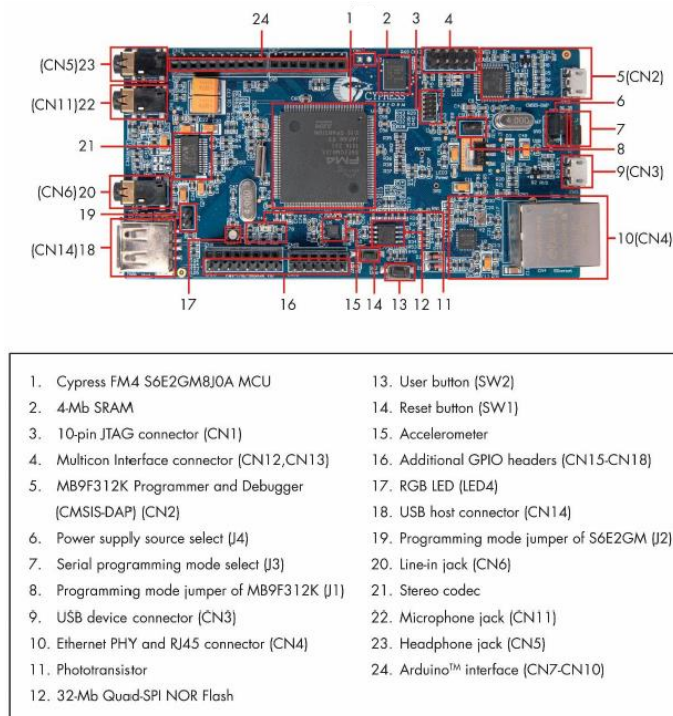 24
1
2
3
4
(CN5)23
5(CN2)
(CN11)22
6
CYPRESS
7
21
FM4
8
(CN6)20
9(CN3)
19
(CN14)18
10(CN4)
17
16
15
14
13
12
11
1. Cypress FM4 S6E2GM8J0A MCU
2. 4-Mb SRAM
3. 10-pin JTAG connector (CN1)
4. Multicon Interface connector (CN12,CN13)
5. MB9F312K Programmer and Debugger
(CMSIS-DAP) (CN2)
6. Power supply source select (J4)
7. Serial programming mode select (J3)
8. Programming mode jumper of MB9F312K (J1)
9. USB device connector (CN3)
10. Ethernet PHY and RJ45 connector (CN4)
11. Phototransistor
12. 32-Mb Quad-SPI NOR Flash
13. User button (SW2)
14. Reset button (SW1)
15. Accelerometer
16. Additional GPIO headers (CN15-CN18)
17. RGB LED (LED4)
18. USB host connector (CN14)
19. Programming mode jumper of S6E2GM (J2)
20. Line-in jack (CN6)
21. Stereo codec
22. Microphone jack (CN11)
23. Headphone jack (CN5)
24. Arduino™ interface (CN7-CN10)